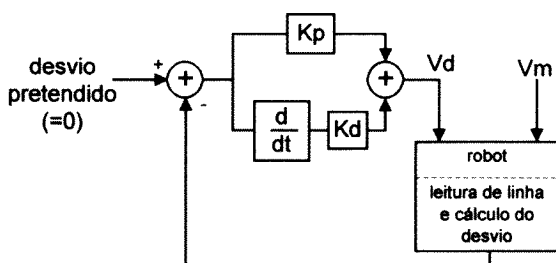 desvio
pretendido
(=0)
+
-
+
Kp
d
dt
Kd
+
Vd
Vm
robot
leitura de linha
e cálculo do
desvio